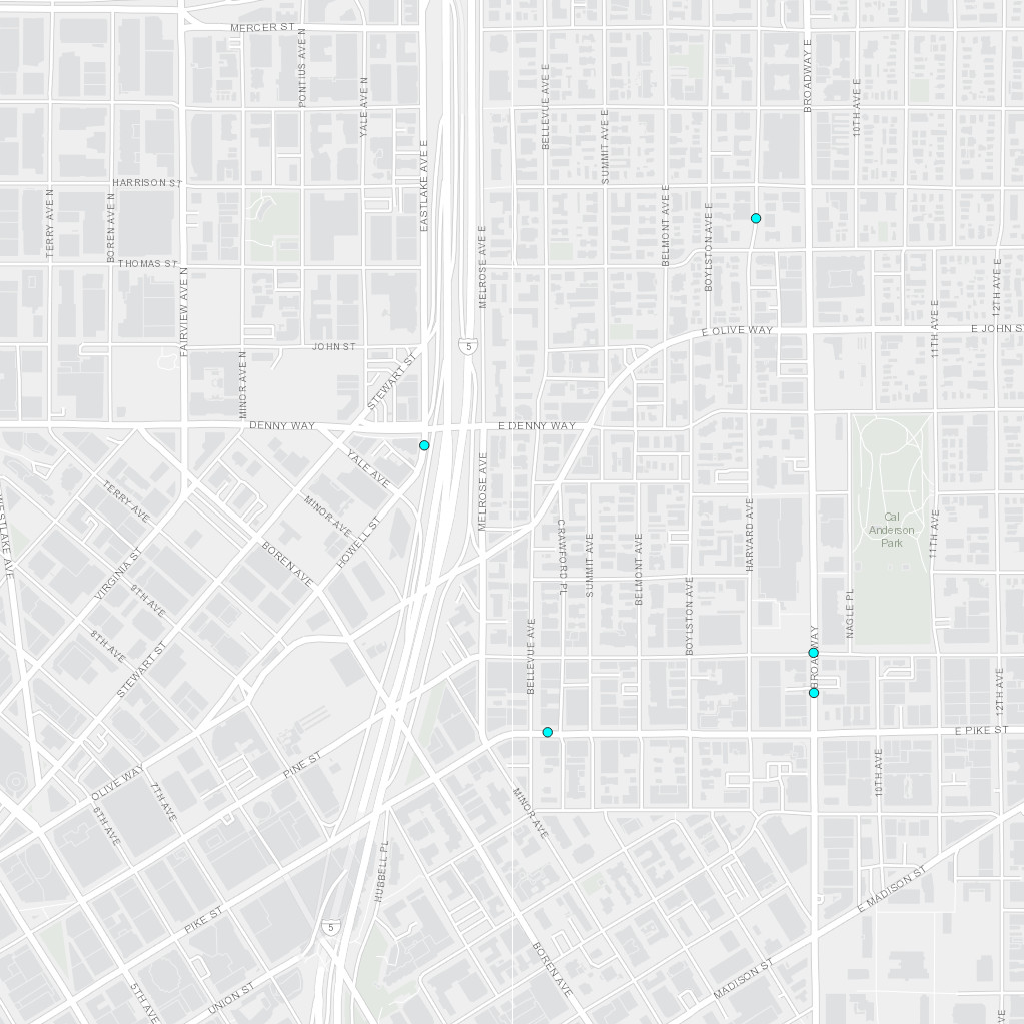 MERCER ST
PONTIUS AVE N
YALE AVE N
EASTLAKE AVE E
BELLEVUE AVE E
SUMMIT AVE E
BROADWAY E
10TH AVE E
HARRISON ST
TERRY AVE N
BOREN AVE N
THOMAS ST
FAIRVIEW AVE N
MELROSE AVE E
BELMONT AVE E
BOYLSTON AVE E
12TH AVE E
11TH AVE E
E OLIVE WAY
E JOHN ST
JOHN ST
5
MINOR AVE N
STEWART ST
DENNY WAY
E DENNY WAY
YALE AVE
MELROSE AVE
TERRY AVE
MINOR AVE
HOWELL ST
WESTLAKE AVE
VIRGINIA ST
BOREN AVE
9TH AVE
8TH AVE
STEWART ST
CRAWFORD PL
SUMMIT AVE
BELMONT AVE
HARVARD AVE
BOYLSTON AVE
BELLEVUE AVE
Cal
Anderson
Park
11TH AVE
NAGLE PL
BROADWAY
12TH AVE
E PIKE ST
10TH AVE
PINE ST
OLIVE WAY
7TH AVE
6TH AVE
MINOR AVE
HUBBELL PL
PIKE ST
5
UNION ST
5TH AVE
BOREN AVE
MADISON ST
E MADISON ST